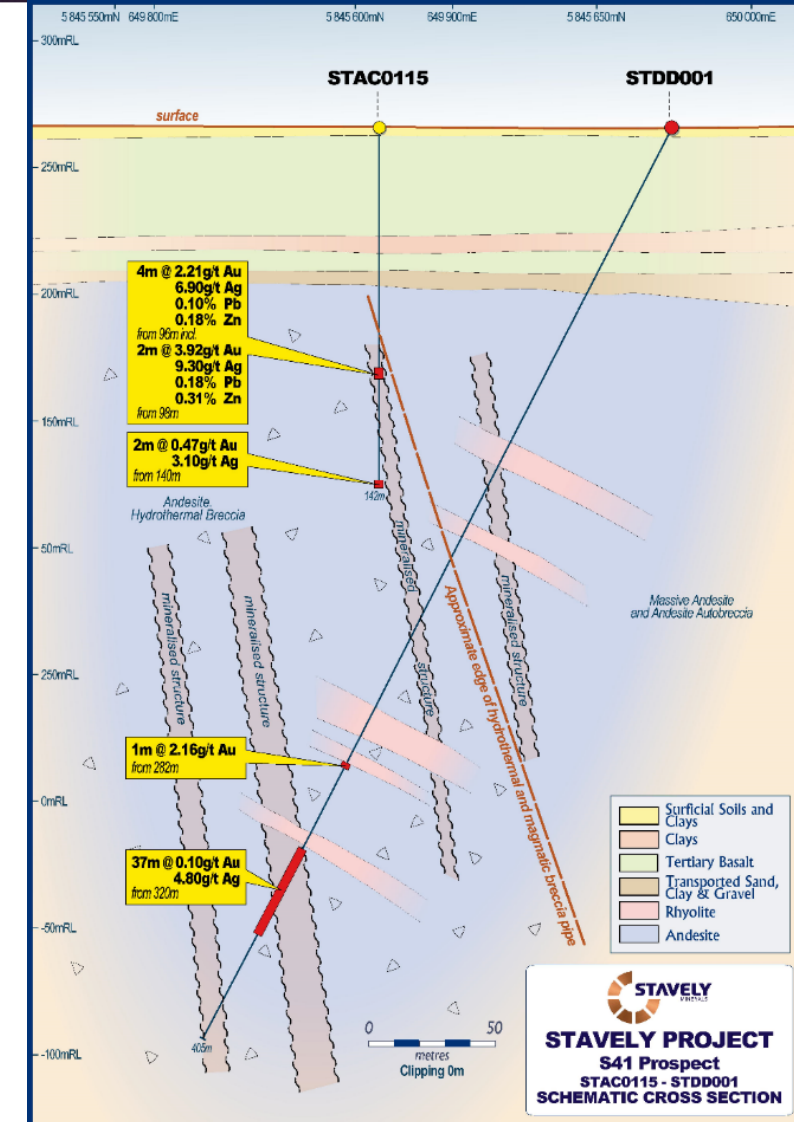 5 845 550mN 649 800mE 5 845 600mN 649 900mE 5 845 650mN 650 000mE
300mRL
STAC0115 STDD001
surface
250mRL
200mRL
4m @ 2.21g/t Au
6.90g/t Ag
0.10% Pb
0.18% Zn
from 96m incl.
2m @ 3.92g/t Au
9.30g/t Ag
0.18% Pb
0.31% Zn
from 98m
150mRL
2m @ 0.47g/t Au
3.10g/t Ag
from 140m
142m
Andesite
Hydrothermal Breccia
50mRL
mineralised structure
mineralised structure
mineralised structure
mineralised structure
Approximate edge of hydrothermal and magmatic breccia pipe
Massive Andesite
and Andesite Autobreccia
250mRL
1m @ 2.16g/t Au
from 282m
0mRL
37m @ 0.10g/t Au
4.80g/t Ag
from 320m
-50mRL
405m
-100mRL
0 50
metres
Clipping 0m
Surficial Soils and
Clays
Clays
Tertiary Basalt
Transported Sand,
Clay & Gravel
Rhyolite
Andesite
STAVELY
MINERALS
STAVELY PROJECT
S41 Prospect
STAC0115 - STDD001
SCHEMATIC CROSS SECTION